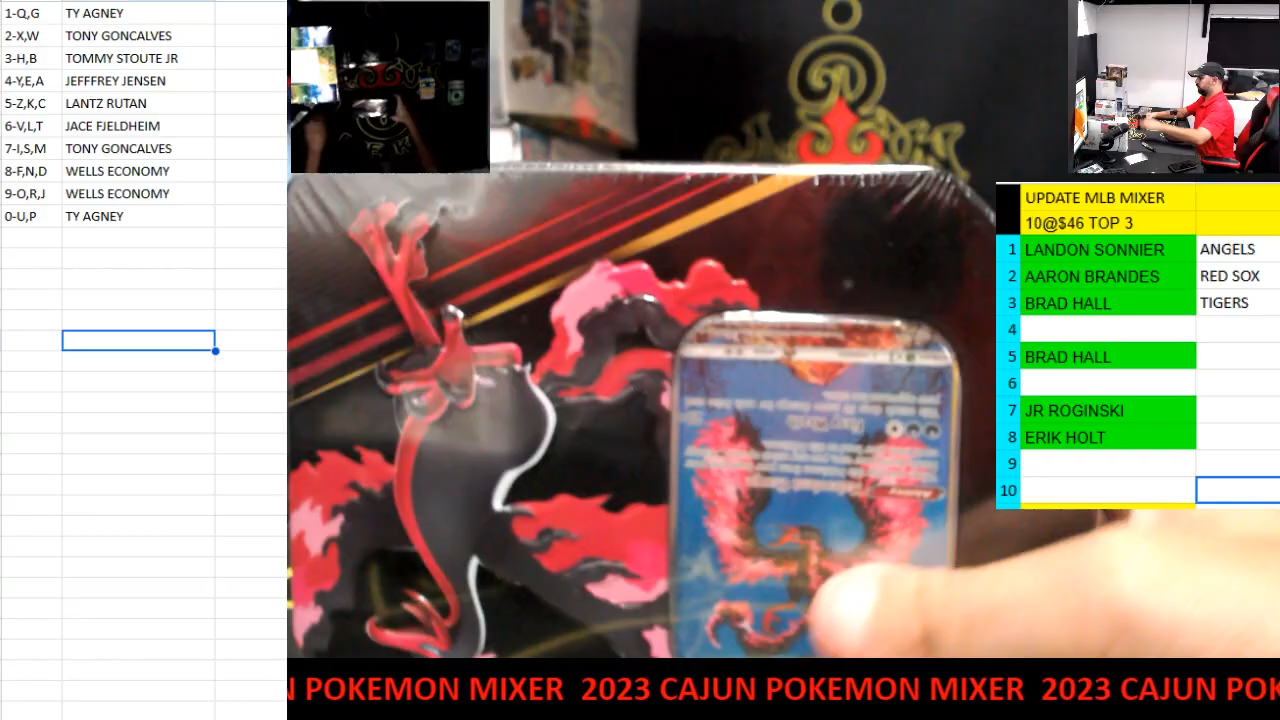 1-Q,G TY AGNEY
2-X,W TONY GONCALVES
3-H,B TOMMY STOUTE JR
4-Y,E,A JEFFFREY JENSEN
5-Z,K,C LANTZ RUTAN
6-V,L,T JACE FJELDHEIM
7-I,S,M TONY GONCALVES
8-F,N,D WELLS ECONOMY
9-O,R,J WELLS ECONOMY
0-U,P TY AGNEY
UPDATE MLB MIXER
10@$46 TOP 3
1 LANDON SONNIER ANGELS
2 AARON BRANDES RED SOX
3 BRAD HALL TIGERS
4
5 BRAD HALL
6
7 JR ROGINSKI
8 ERIK HOLT
9
10
Fiery Wrath
N POKEMON MIXER 2023 CAJUN POKEMON MIXER 2023 CAJUN POK